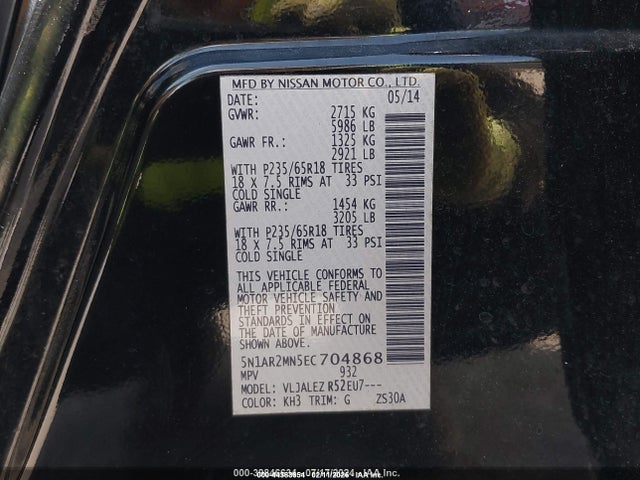 MFD BY NISSAN MOTOR CO., LTD.
DATE: 05/14
GVWR: 2715 KG
5986 LB
GAWR FR.: 1325 KG
2921 LB
WITH P235/65R18 TIRES
18 X 7.5 RIMS AT 33 PSI
COLD SINGLE
GAWR RR.: 1454 KG
3205 LB
WITH P235/65R18 TIRES
18 X 7.5 RIMS AT 33 PSI
COLD SINGLE
THIS VEHICLE CONFORMS TO
ALL APPLICABLE FEDERAL
MOTOR VEHICLE SAFETY AND
THEFT PREVENTION
STANDARDS IN EFFECT ON
THE DATE OF MANUFACTURE
SHOWN ABOVE.
5N1AR2MN5EC704868
MPV 932
MODEL: VLJALEZ R52EU7---
COLOR: KH3 TRIM: G ZS30A